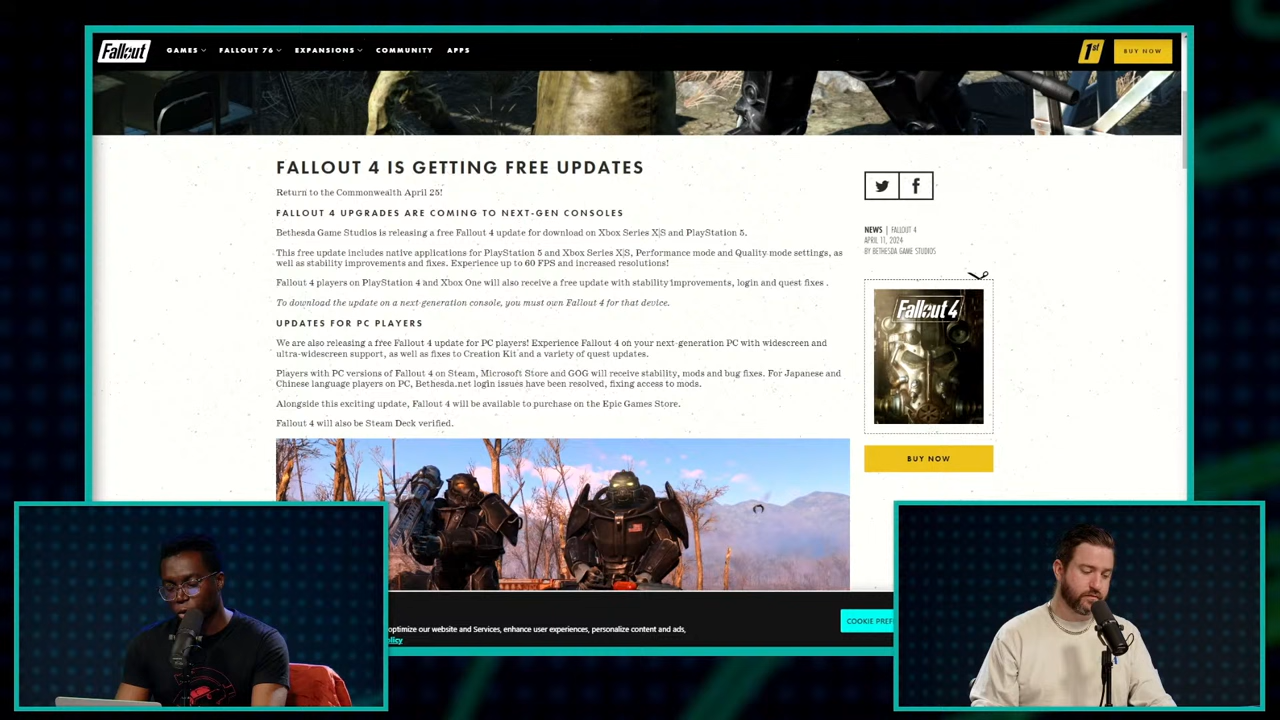 Fallout
GAMES
FALLOUT 76
EXPANSIONS
COMMUNITY
APPS
1st
BUY NOW
FALLOUT 4 IS GETTING FREE UPDATES
Return to the Commonwealth April 25!
FALLOUT 4 UPGRADES ARE COMING TO NEXT-GEN CONSOLES
Bethesda Game Studios is releasing a free Fallout 4 update for download on Xbox Series X|S and PlayStation 5.
This free update includes native applications for PlayStation 5 and Xbox Series X|S, Performance mode and Quality mode settings, as
well as stability improvements and fixes. Experience up to 60 FPS and increased resolutions!
Fallout 4 players on PlayStation 4 and Xbox One will also receive a free update with stability improvements, login and quest fixes .
To download the update on a next-generation console, you must own Fallout 4 for that device.
UPDATES FOR PC PLAYERS
We are also releasing a free Fallout 4 update for PC players! Experience Fallout 4 on your next-generation PC with widescreen and
ultra-widescreen support, as well as fixes to Creation Kit and a variety of quest updates.
Players with PC versions of Fallout 4 on Steam, Microsoft Store and GOG will receive stability, mods and bug fixes. For Japanese and
Chinese language players on PC, Bethesda.net login issues have been resolved, fixing access to mods.
Alongside this exciting update, Fallout 4 will be available to purchase on the Epic Games Store.
Fallout 4 will also be Steam Deck verified.
NEWS | FALLOUT 4
APRIL 11, 2024
BY BETHESDA GAME STUDIOS
Fallout 4
BUY NOW
optimize our website and Services, enhance user experiences, personalize content and ads,
olicy
COOKIE PREF